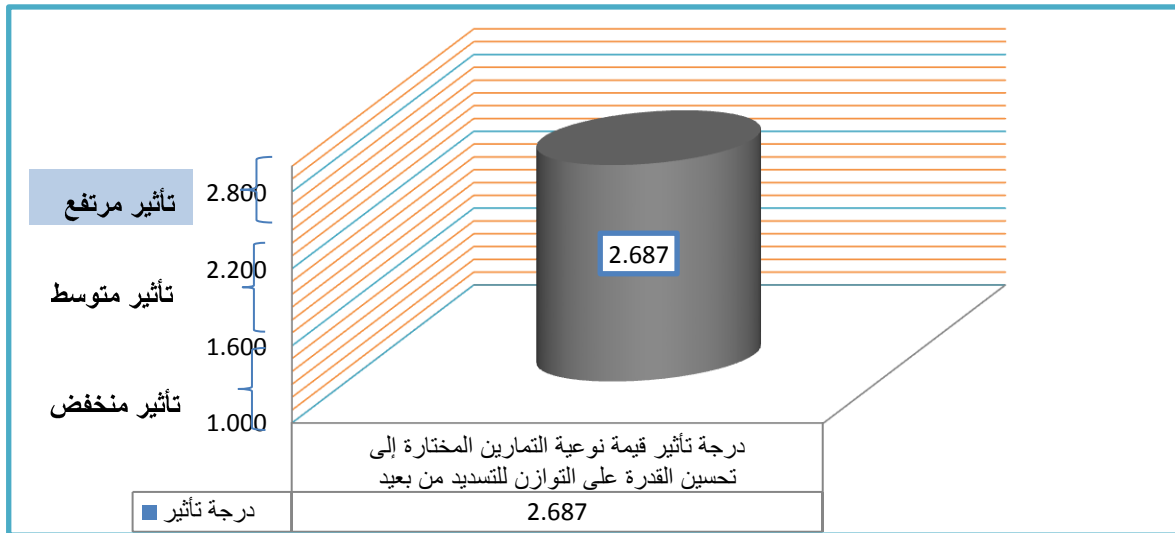 تأثير مرتفع
2.800
2.200
تأثير متوسط
1.600
تأثير منخفض
1.000
2.687
درجة تأثير قيمة نوعية التمارين المختارة إلى
تحسين القدرة على التوازن للتسديد من بعيد
درجة تأثير
2.687